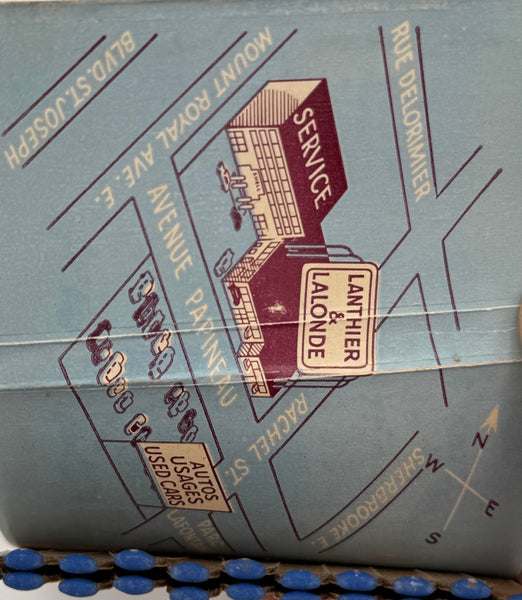 BLVD. ST. JOSEPH
MOUNT ROYAL AVE. E.
RUE DELORIMIER
AVENUE PAPINEAU
SERVICE
LANTHIER
&
LALONDE
RACHEL ST.
SHERBROOKE E.
AUTOS
USAGES
USED CARS
N
W
E
S